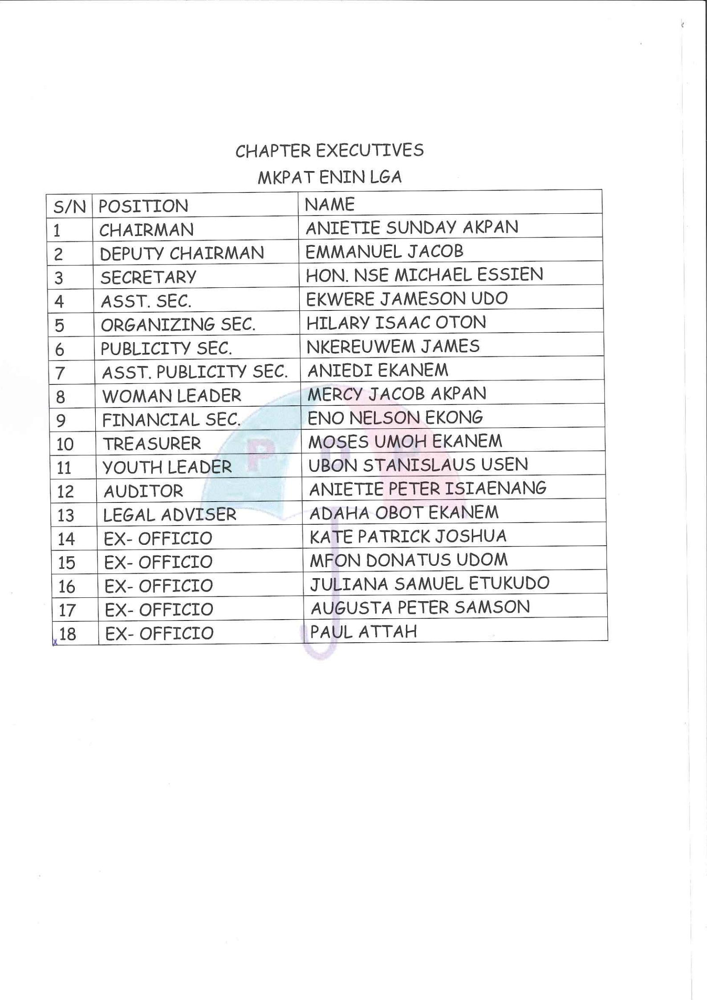 CHAPTER EXECUTIVES
MKPAT ENIN LGA
S/N POSITION NAME
1 CHAIRMAN ANIETIE SUNDAY AKPAN
2 DEPUTY CHAIRMAN EMMANUEL JACOB
3 SECRETARY HON. NSE MICHAEL ESSIEN
4 ASST. SEC. EKWERE JAMESON UDO
5 ORGANIZING SEC. HILARY ISAAC OTON
6 PUBLICITY SEC. NKEREUWEM JAMES
7 ASST. PUBLICITY SEC. ANIEDI EKANEM
8 WOMAN LEADER MERCY JACOB AKPAN
9 FINANCIAL SEC. ENO NELSON EKONG
10 TREASURER MOSES UMOH EKANEM
11 YOUTH LEADER UBON STANISLAUS USEN
12 AUDITOR ANIETIE PETER ISIAENANG
13 LEGAL ADVISER ADAHA OBOT EKANEM
14 EX- OFFICIO KATE PATRICK JOSHUA
15 EX- OFFICIO MFON DONATUS UDOM
16 EX- OFFICIO JULIANA SAMUEL ETUKUDO
17 EX- OFFICIO AUGUSTA PETER SAMSON
18 EX- OFFICIO PAUL ATTAH
PDP